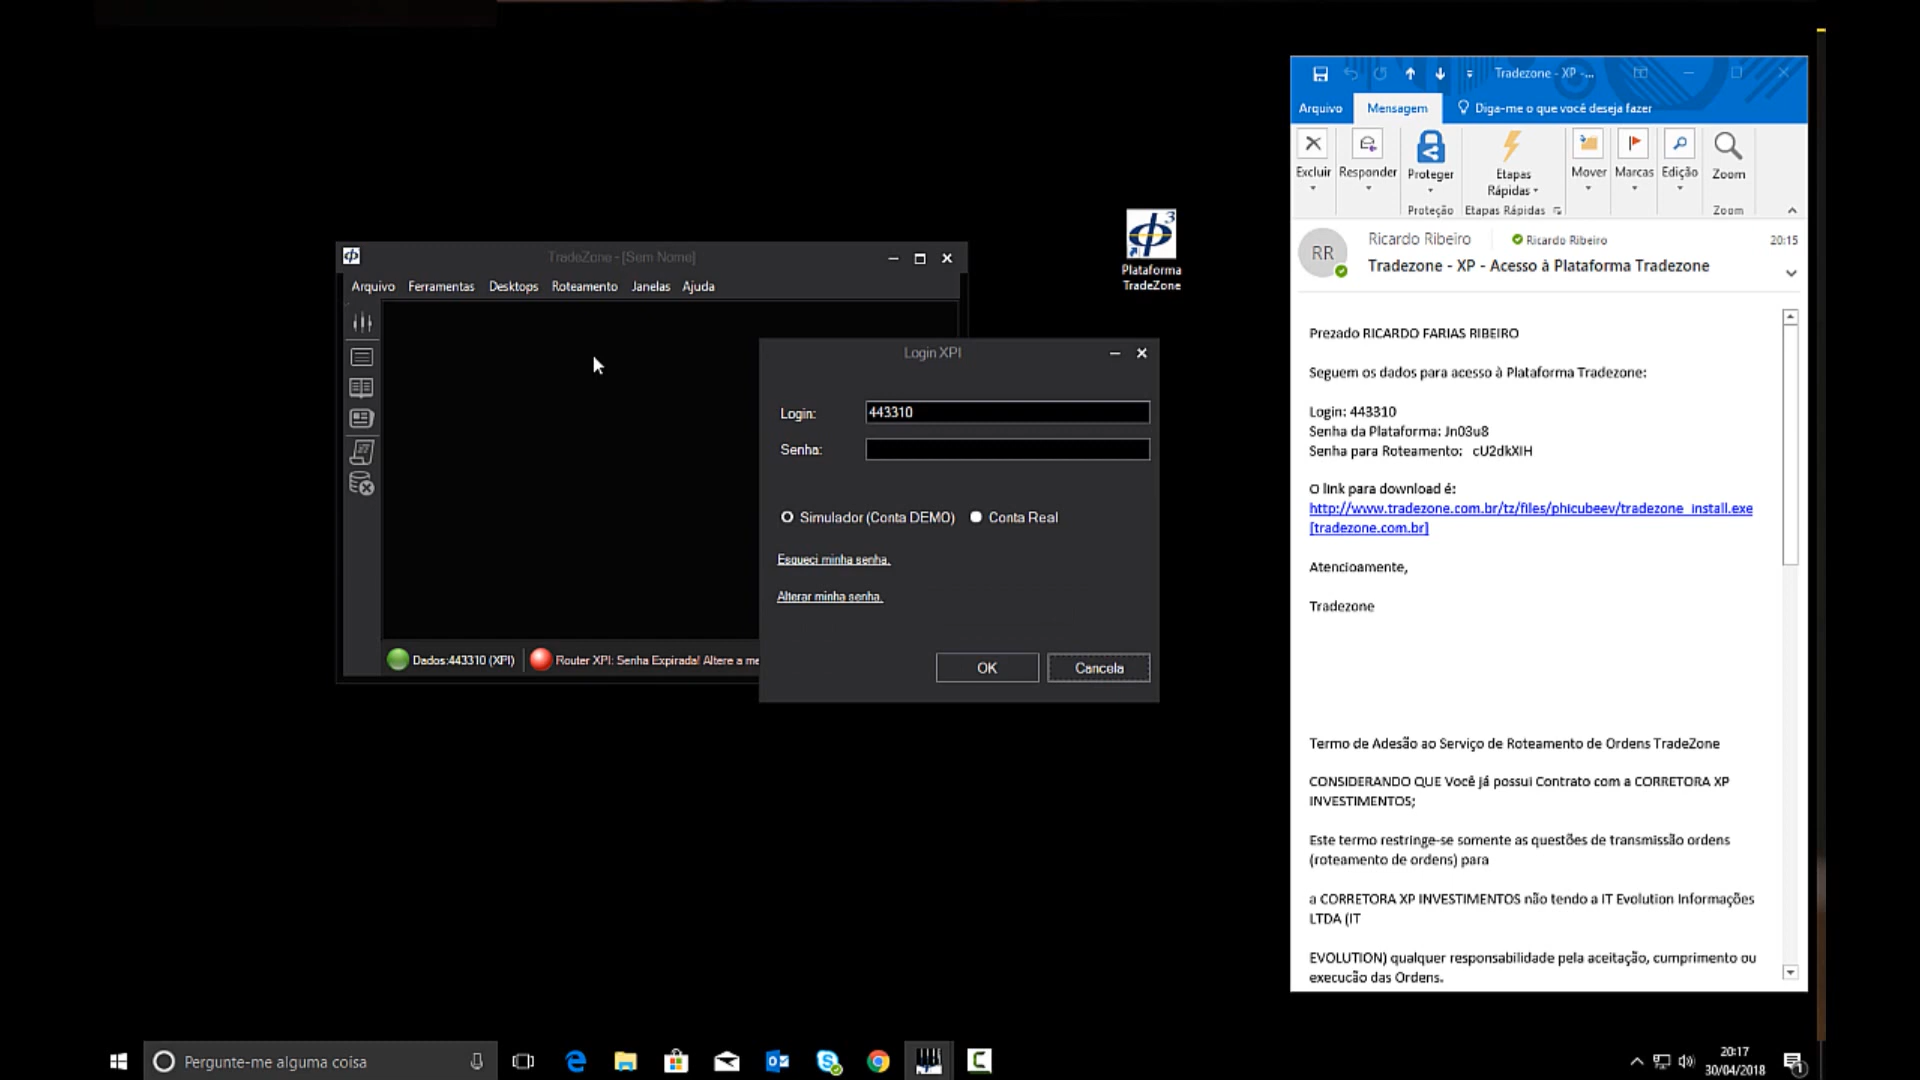 TradeZone - [Sem Nome]
Arquivo Ferramentas Desktops Roteamento Janelas Ajuda
Dados:443310 (XPI)
Router XPI: Senha Expirada! Altere a me
Login XPI
Login: 443310
Senha:
Simulador (Conta DEMO) Conta Real
Esqueci minha senha.
Alterar minha senha.
OK Cancela
Plataforma
TradeZone
Tradezone - XP -...
Arquivo Mensagem Diga-me o que você deseja fazer
Excluir Responder Proteger Etapas Rápidas Mover Marcas Edição Zoom
Proteção Etapas Rápidas Zoom
RR
Ricardo Ribeiro Ricardo Ribeiro 20:15
Tradezone - XP - Acesso à Plataforma Tradezone
Prezado RICARDO FARIAS RIBEIRO
Seguem os dados para acesso à Plataforma Tradezone:
Login: 443310
Senha da Plataforma: Jn03u8
Senha para Roteamento: cU2dkXIH
O link para download é:
http://www.tradezone.com.br/tz/files/phicubeev/tradezone_install.exe
[tradezone.com.br]
Atencioamente,
Tradezone
Termo de Adesão ao Serviço de Roteamento de Ordens TradeZone
CONSIDERANDO QUE Você já possui Contrato com a CORRETORA XP
INVESTIMENTOS;
Este termo restringe-se somente as questões de transmissão ordens
(roteamento de ordens) para
a CORRETORA XP INVESTIMENTOS não tendo a IT Evolution Informações
LTDA (IT
EVOLUTION) qualquer responsabilidade pela aceitação, cumprimento ou
execucão das Ordens.
Pergunte-me alguma coisa
20:17
30/04/2018
1